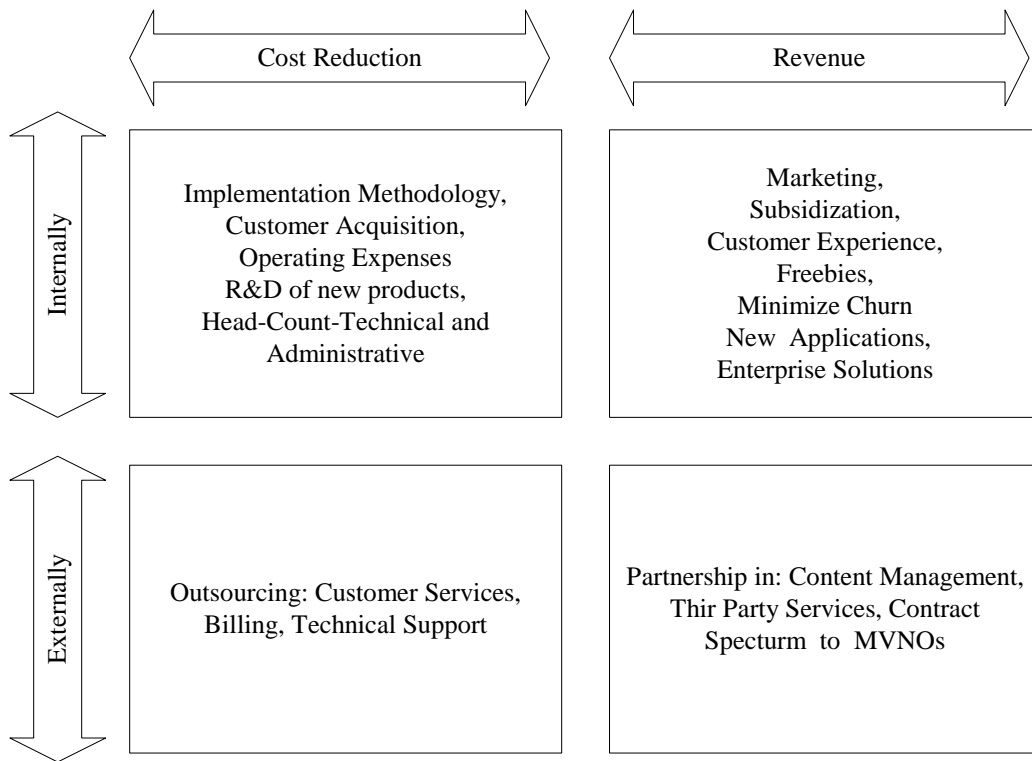 Cost Reduction
Revenue
Internally
Implementation Methodology,
Customer Acquisition,
Operating Expenses
R&D of new products,
Head-Count-Technical and
Administrative
Marketing,
Subsidization,
Customer Experience,
Freebies,
Minimize Churn
New Applications,
Enterprise Solutions
Externally
Outsourcing: Customer Services,
Billing, Technical Support
Partnership in: Content Management,
Thir Party Services, Contract
Specturm to MVNOs